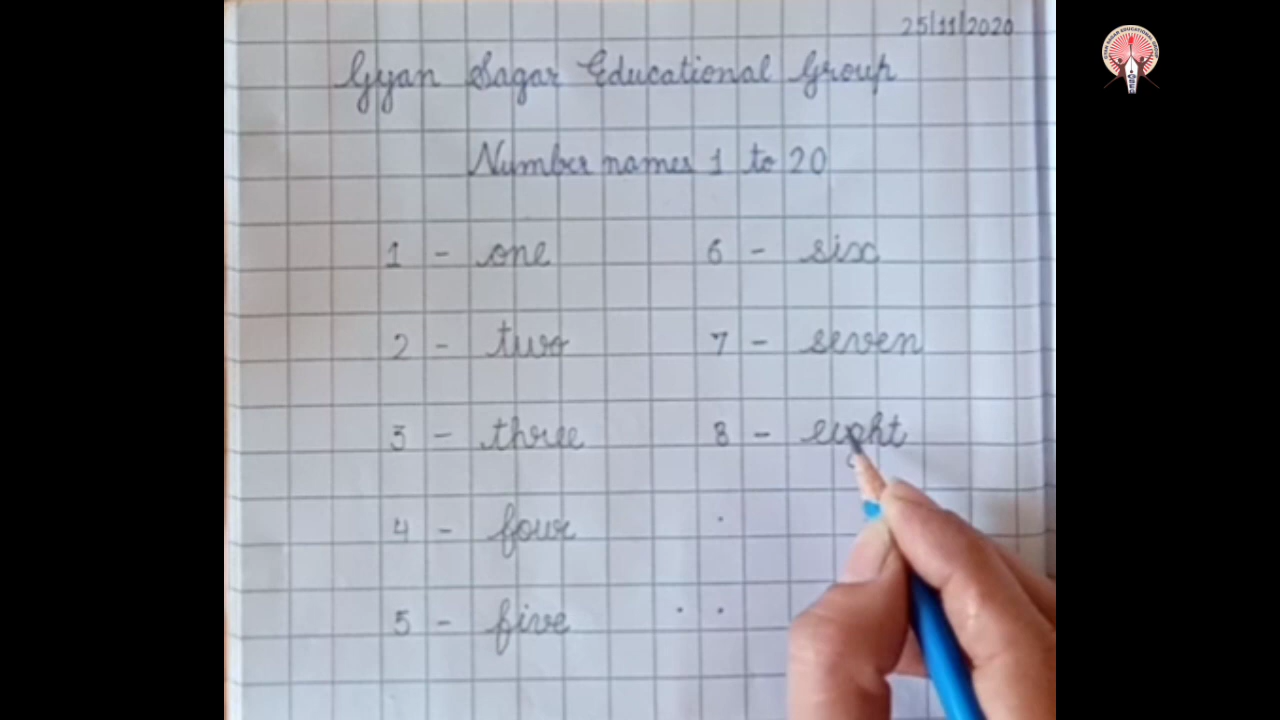 25/11/2020
Gyan Sagar Educational Group
Number names 1 to 20
1 - one
2 - two
3 - three
4 - four
5 - five
6 - six
7 - seven
8 - eight